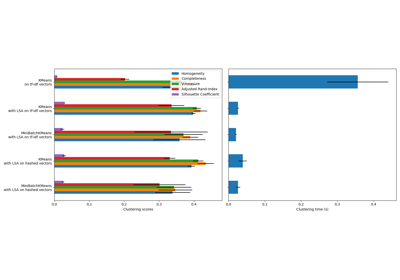 Homogeneity
Completeness
V-measure
Adjusted Rand-Index
Silhouette Coefficient
KMeans
on tf-idf vectors
KMeans
with LSA on tf-idf vectors
MiniBatchKMeans
with LSA on tf-idf vectors
KMeans
with LSA on hashed vectors
MiniBatchKMeans
with LSA on hashed vectors
0.0 0.1 0.2 0.3 0.4
Clustering scores
0.0 0.1 0.2 0.3 0.4
Clustering time (s)